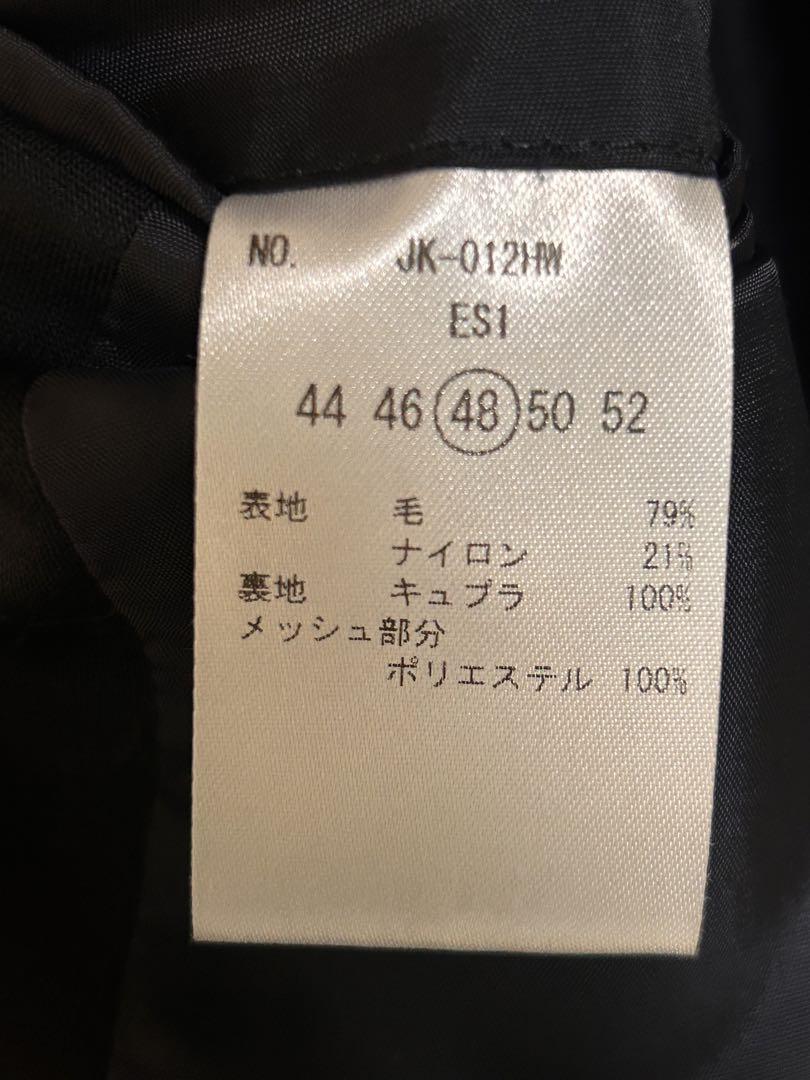 NO. JK-012HW
ES1
44 46 48 50 52
表地 毛 79%
ナイロン 21%
裏地 キュプラ 100%
メッシュ部分
ポリエステル 100%